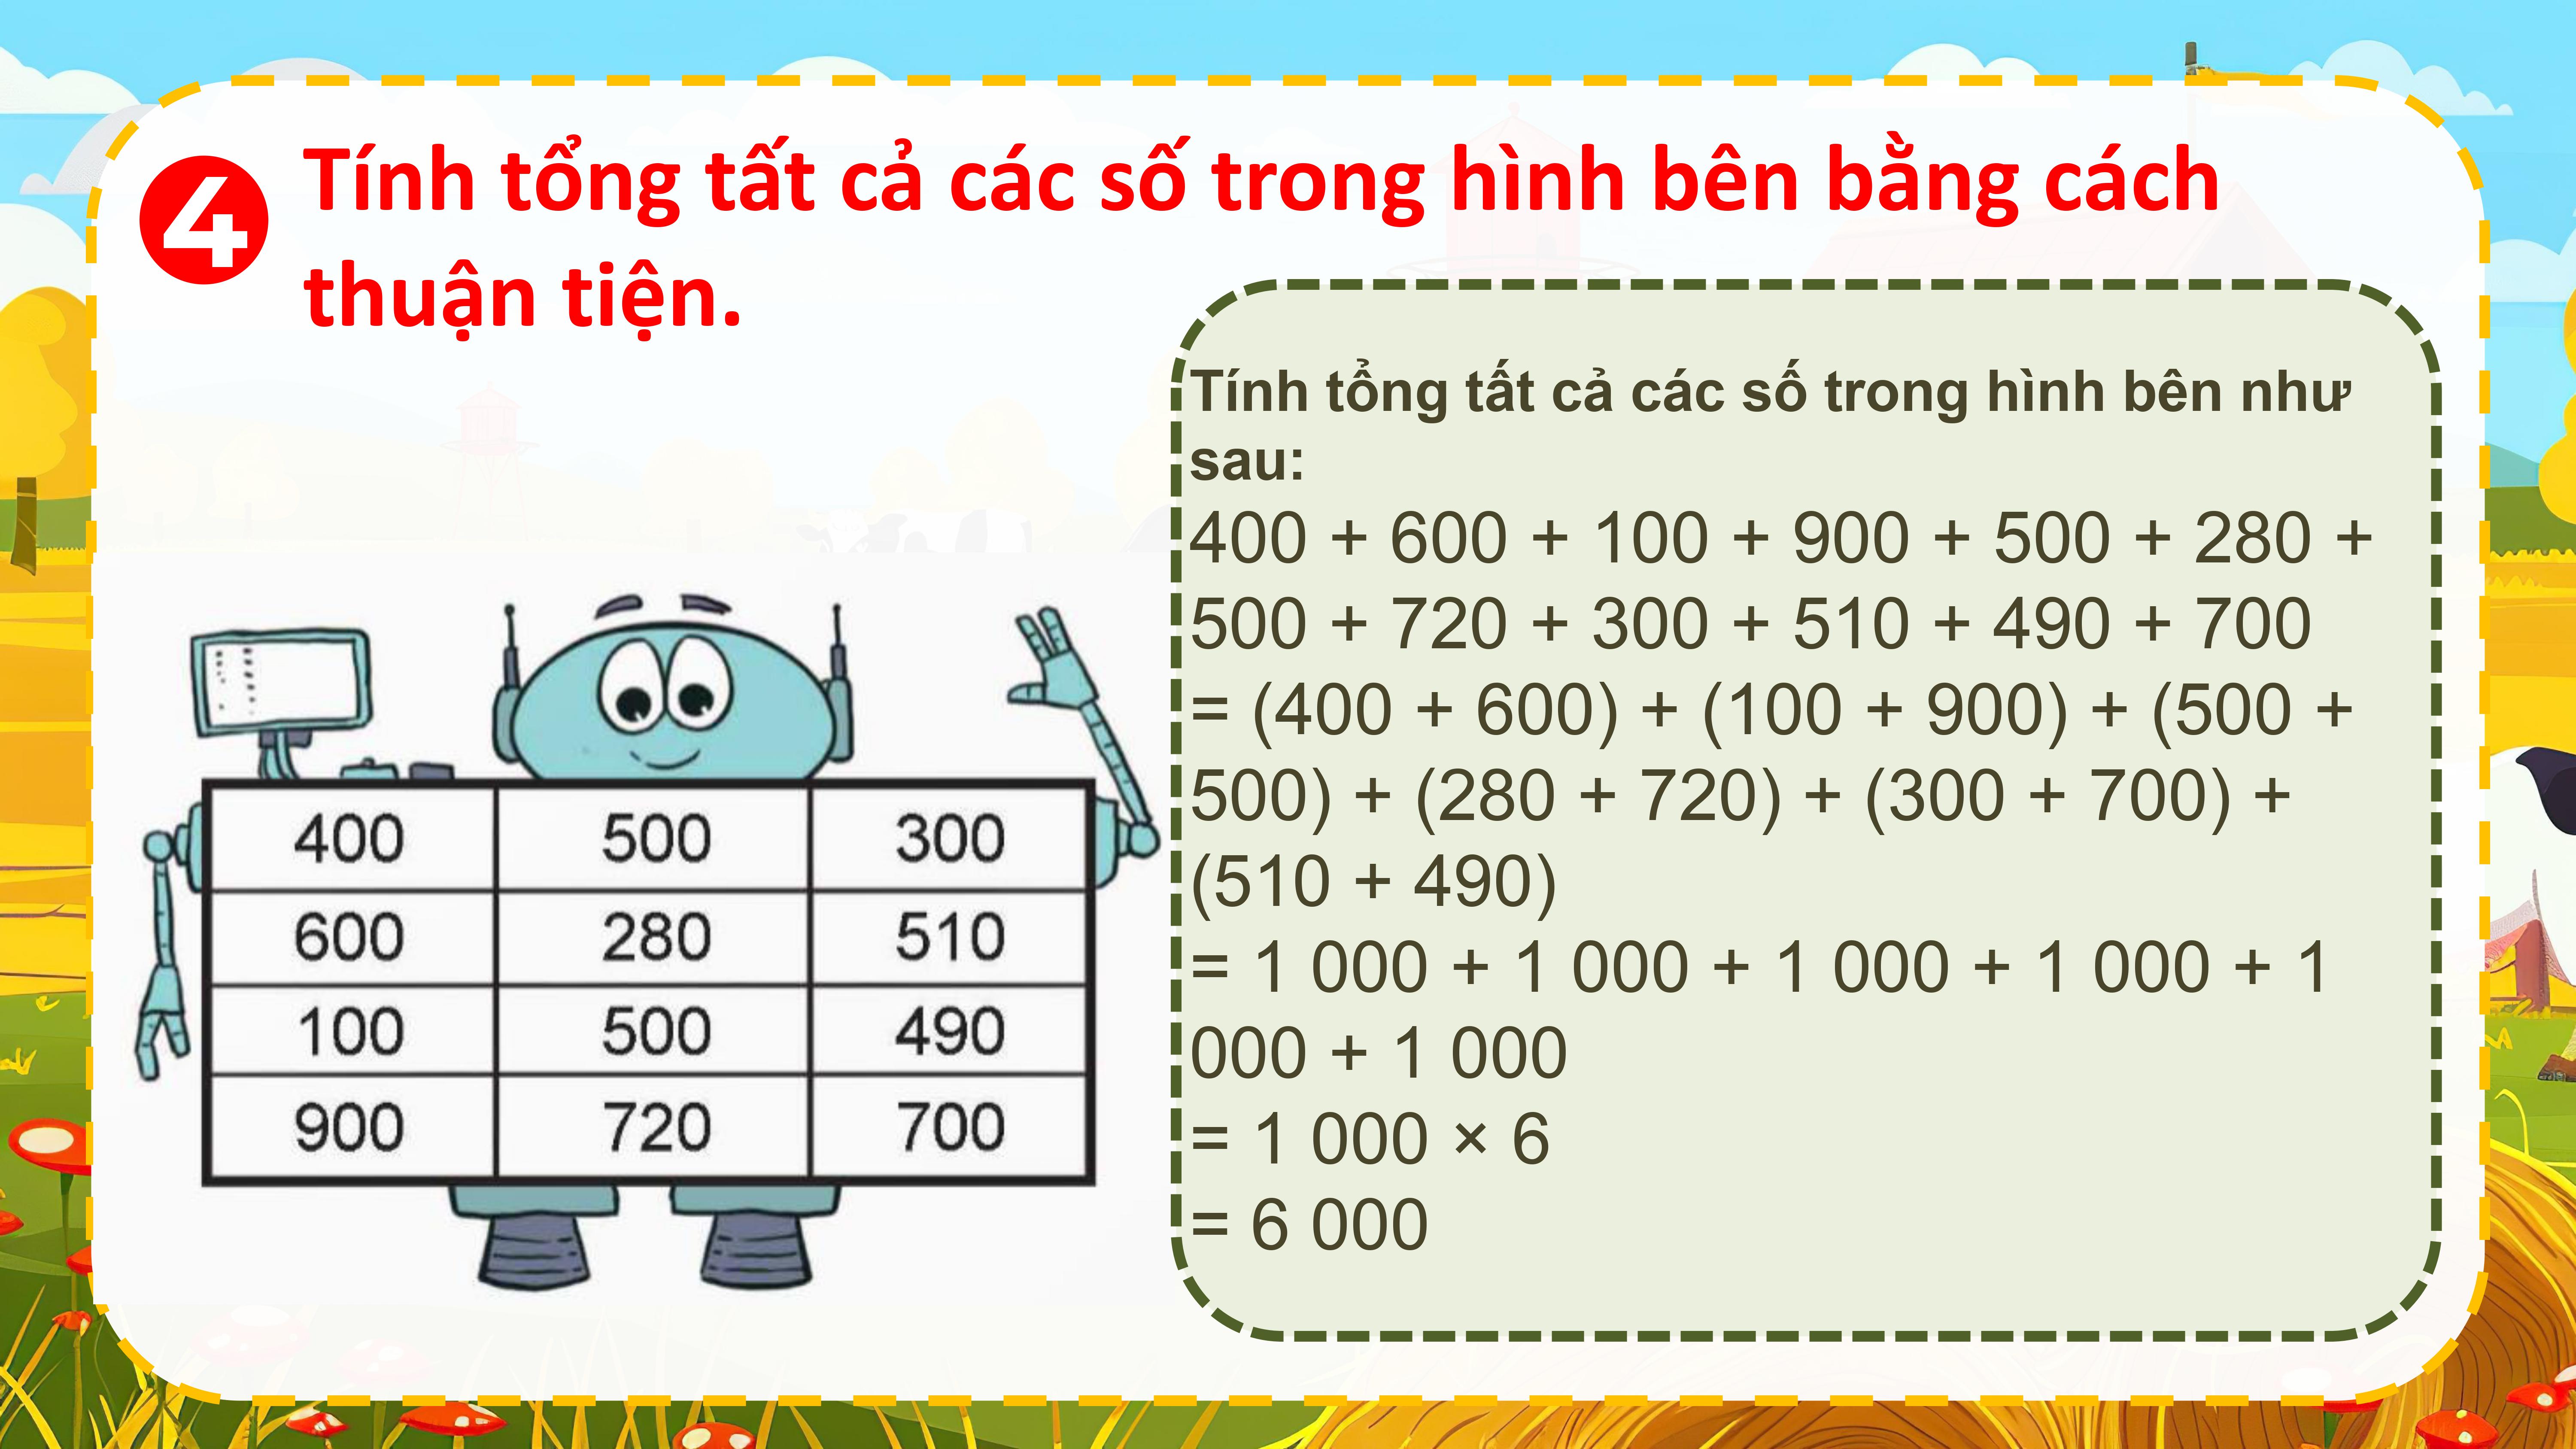 4
Tính tổng tất cả các số trong hình bên bằng cách
thuận tiện.
Tính tổng tất cả các số trong hình bên như
sau:
400 + 600 + 100 + 900 + 500 + 280 +
500 + 720 + 300 + 510 + 490 + 700
= (400 + 600) + (100 + 900) + (500 +
500) + (280 + 720) + (300 + 700) +
(510 + 490)
= 1 000 + 1 000 + 1 000 + 1 000 + 1
000 + 1 000
= 1 000 × 6
= 6 000
400 500 300
600 280 510
100 500 490
900 720 700